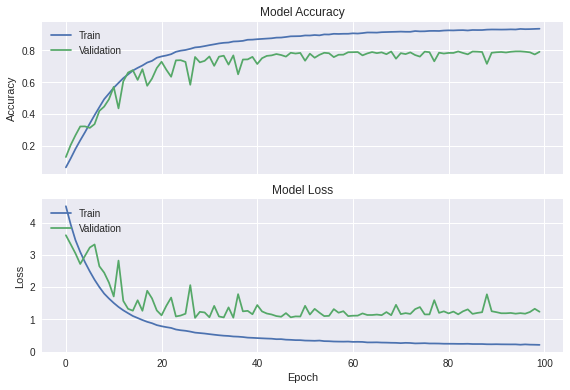 Model Accuracy
Train
Validation
0.8
0.6
0.4
0.2
Accuracy
Model Loss
Train
Validation
4
3
2
1
0
Loss
0 20 40 60 80 100
Epoch